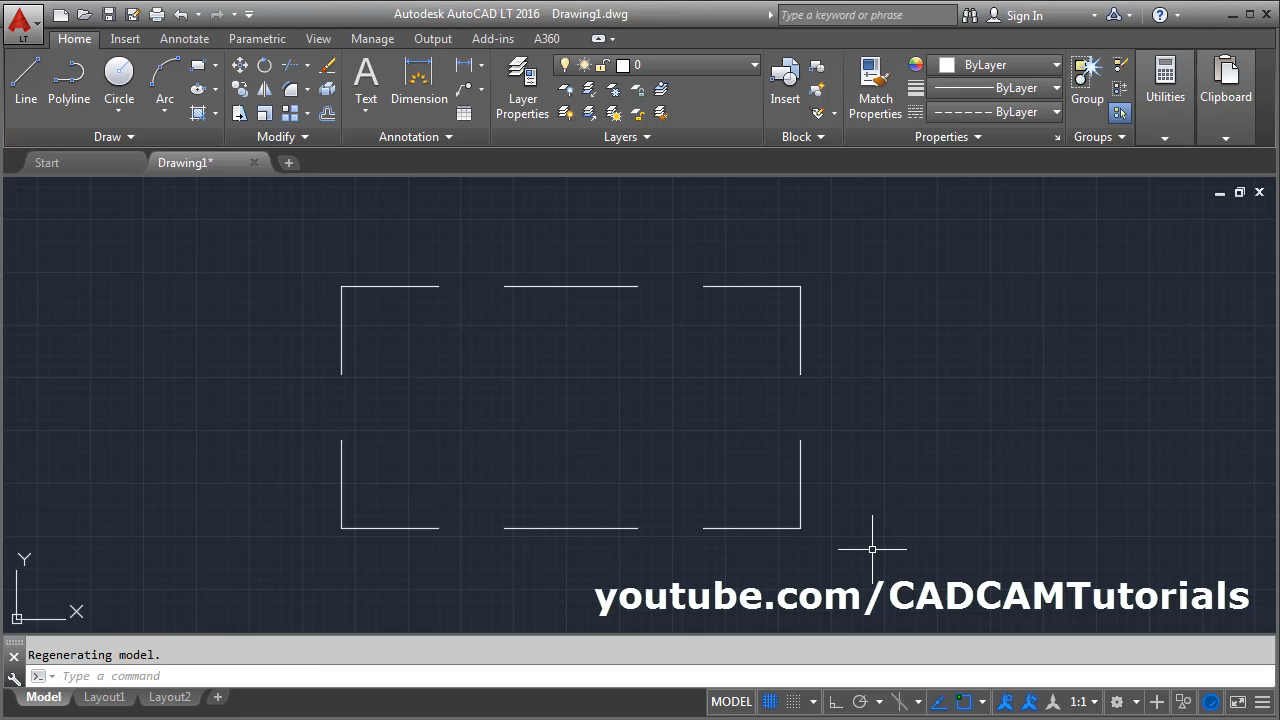 LT
Autodesk AutoCAD LT 2016 Drawing1.dwg
Type a keyword or phrase
Sign In
Home Insert Annotate Parametric View Manage Output Add-ins A360
Line Polyline Circle Arc
Text Dimension
Layer
Properties
0
Insert
Match
Properties
ByLayer
ByLayer
ByLayer
Group
Utilities
Clipboard
Draw Modify Annotation Layers Block Properties Groups
Start Drawing1*
Y
X
youtube.com/CADCAMTutorials
Regenerating model.
Type a command
Model Layout1 Layout2
MODEL 1:1